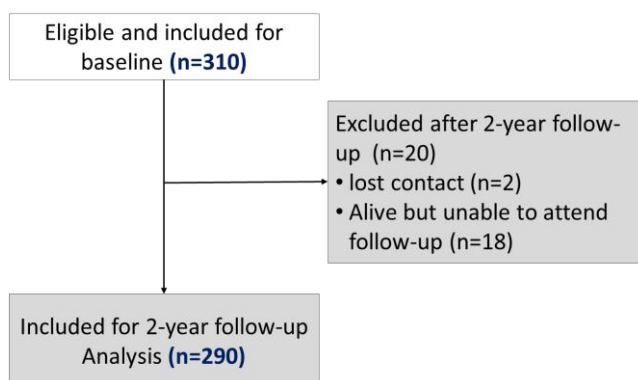 Eligible and included for
baseline (n=310)
Excluded after 2-year follow-
up (n=20)
• lost contact (n=2)
• Alive but unable to attend
follow-up (n=18)
Included for 2-year follow-up
Analysis (n=290)